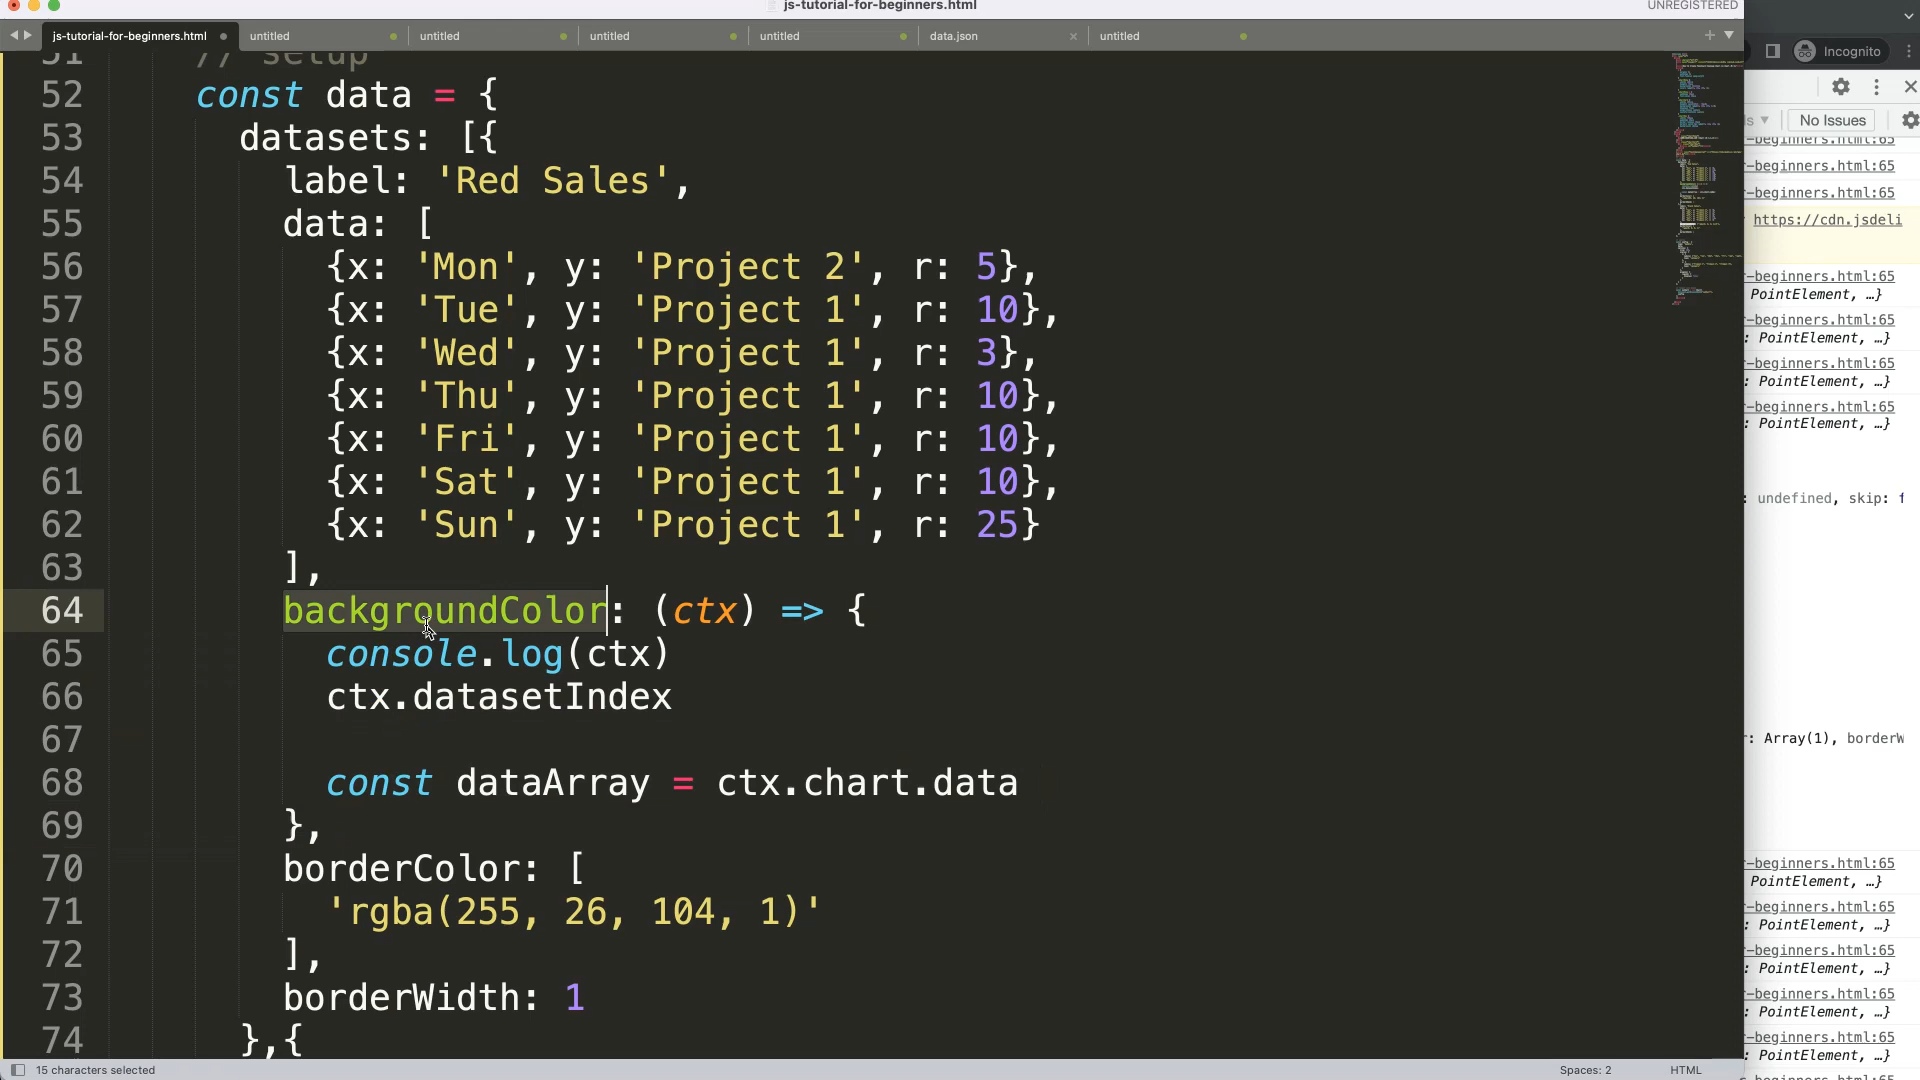 js-tutorial-for-beginners.html
UNREGISTERED
js-tutorial-for-beginners.html
untitled
untitled
untitled
untitled
data.json
untitled
Incognito
51 // setup
52 const data = {
53 datasets: [{
54 label: 'Red Sales',
55 data: [
56 {x: 'Mon', y: 'Project 2', r: 5},
57 {x: 'Tue', y: 'Project 1', r: 10},
58 {x: 'Wed', y: 'Project 1', r: 3},
59 {x: 'Thu', y: 'Project 1', r: 10},
60 {x: 'Fri', y: 'Project 1', r: 10},
61 {x: 'Sat', y: 'Project 1', r: 10},
62 {x: 'Sun', y: 'Project 1', r: 25}
63 ],
64 backgroundColor: (ctx) => {
65 console.log(ctx)
66 ctx.datasetIndex
67
68 const dataArray = ctx.chart.data
69 },
70 borderColor: [
71 'rgba(255, 26, 104, 1)'
72 ],
73 borderWidth: 1
74 },{
No Issues
-beginners.html:65
-beginners.html:65
-beginners.html:65
https://cdn.jsdeli
-beginners.html:65
PointElement, …}
-beginners.html:65
: PointElement, …}
-beginners.html:65
: PointElement, …}
-beginners.html:65
: PointElement, …}
: undefined, skip: f
: Array(1), borderW
-beginners.html:65
PointElement, …}
-beginners.html:65
: PointElement, …}
-beginners.html:65
: PointElement, …}
-beginners.html:65
: PointElement, …}
-beginners.html:65
: PointElement, …}
15 characters selected
Spaces: 2
HTML